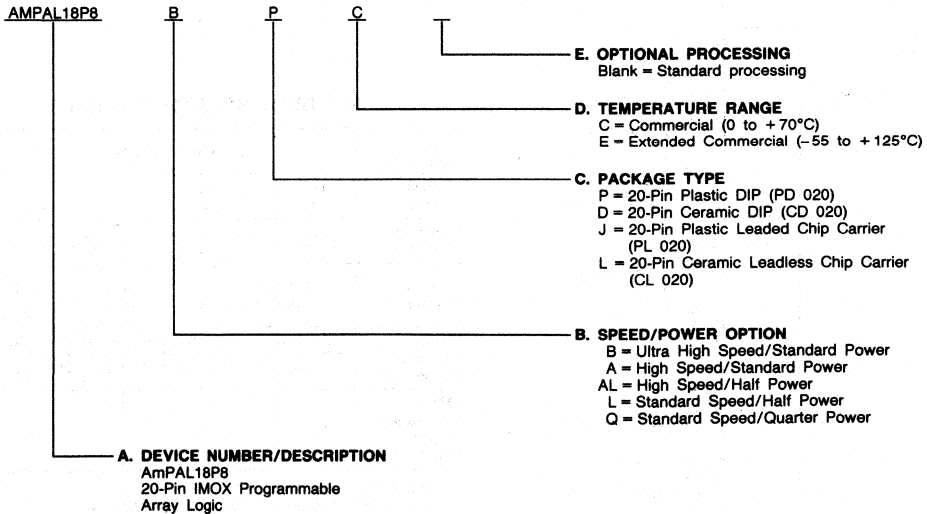 AMPAL18P8 B P C _
E. OPTIONAL PROCESSING
Blank = Standard processing
D. TEMPERATURE RANGE
C = Commercial (0 to +70°C)
E = Extended Commercial (–55 to +125°C)
C. PACKAGE TYPE
P = 20-Pin Plastic DIP (PD 020)
D = 20-Pin Ceramic DIP (CD 020)
J = 20-Pin Plastic Leaded Chip Carrier
(PL 020)
L = 20-Pin Ceramic Leadless Chip Carrier
(CL 020)
B. SPEED/POWER OPTION
B = Ultra High Speed/Standard Power
A = High Speed/Standard Power
AL = High Speed/Half Power
L = Standard Speed/Half Power
Q = Standard Speed/Quarter Power
A. DEVICE NUMBER/DESCRIPTION
AmPAL18P8
20-Pin IMOX Programmable
Array Logic